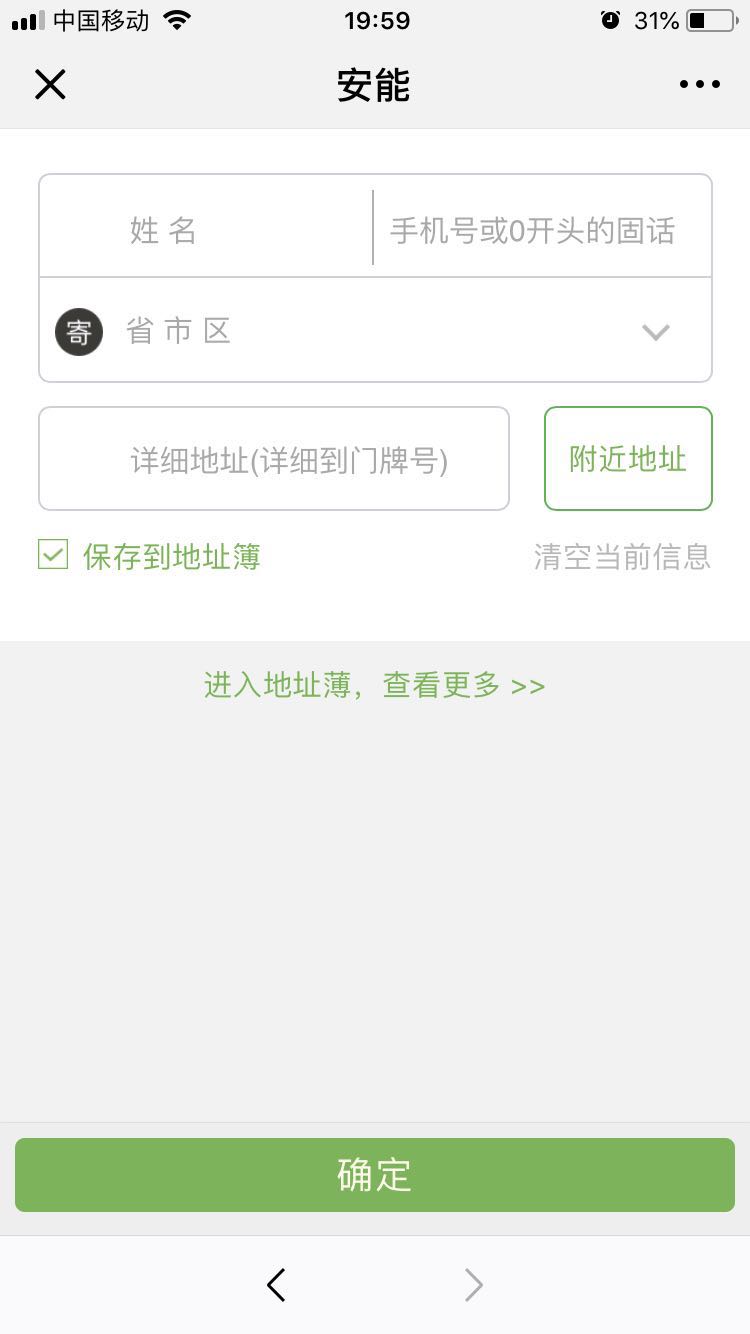 中国移动 19:59 31%
安能
姓名 手机号或0开头的固话
寄 省市区
详细地址(详细到门牌号) 附近地址
保存到地址簿 清空当前信息
进入地址薄，查看更多 >>
确定